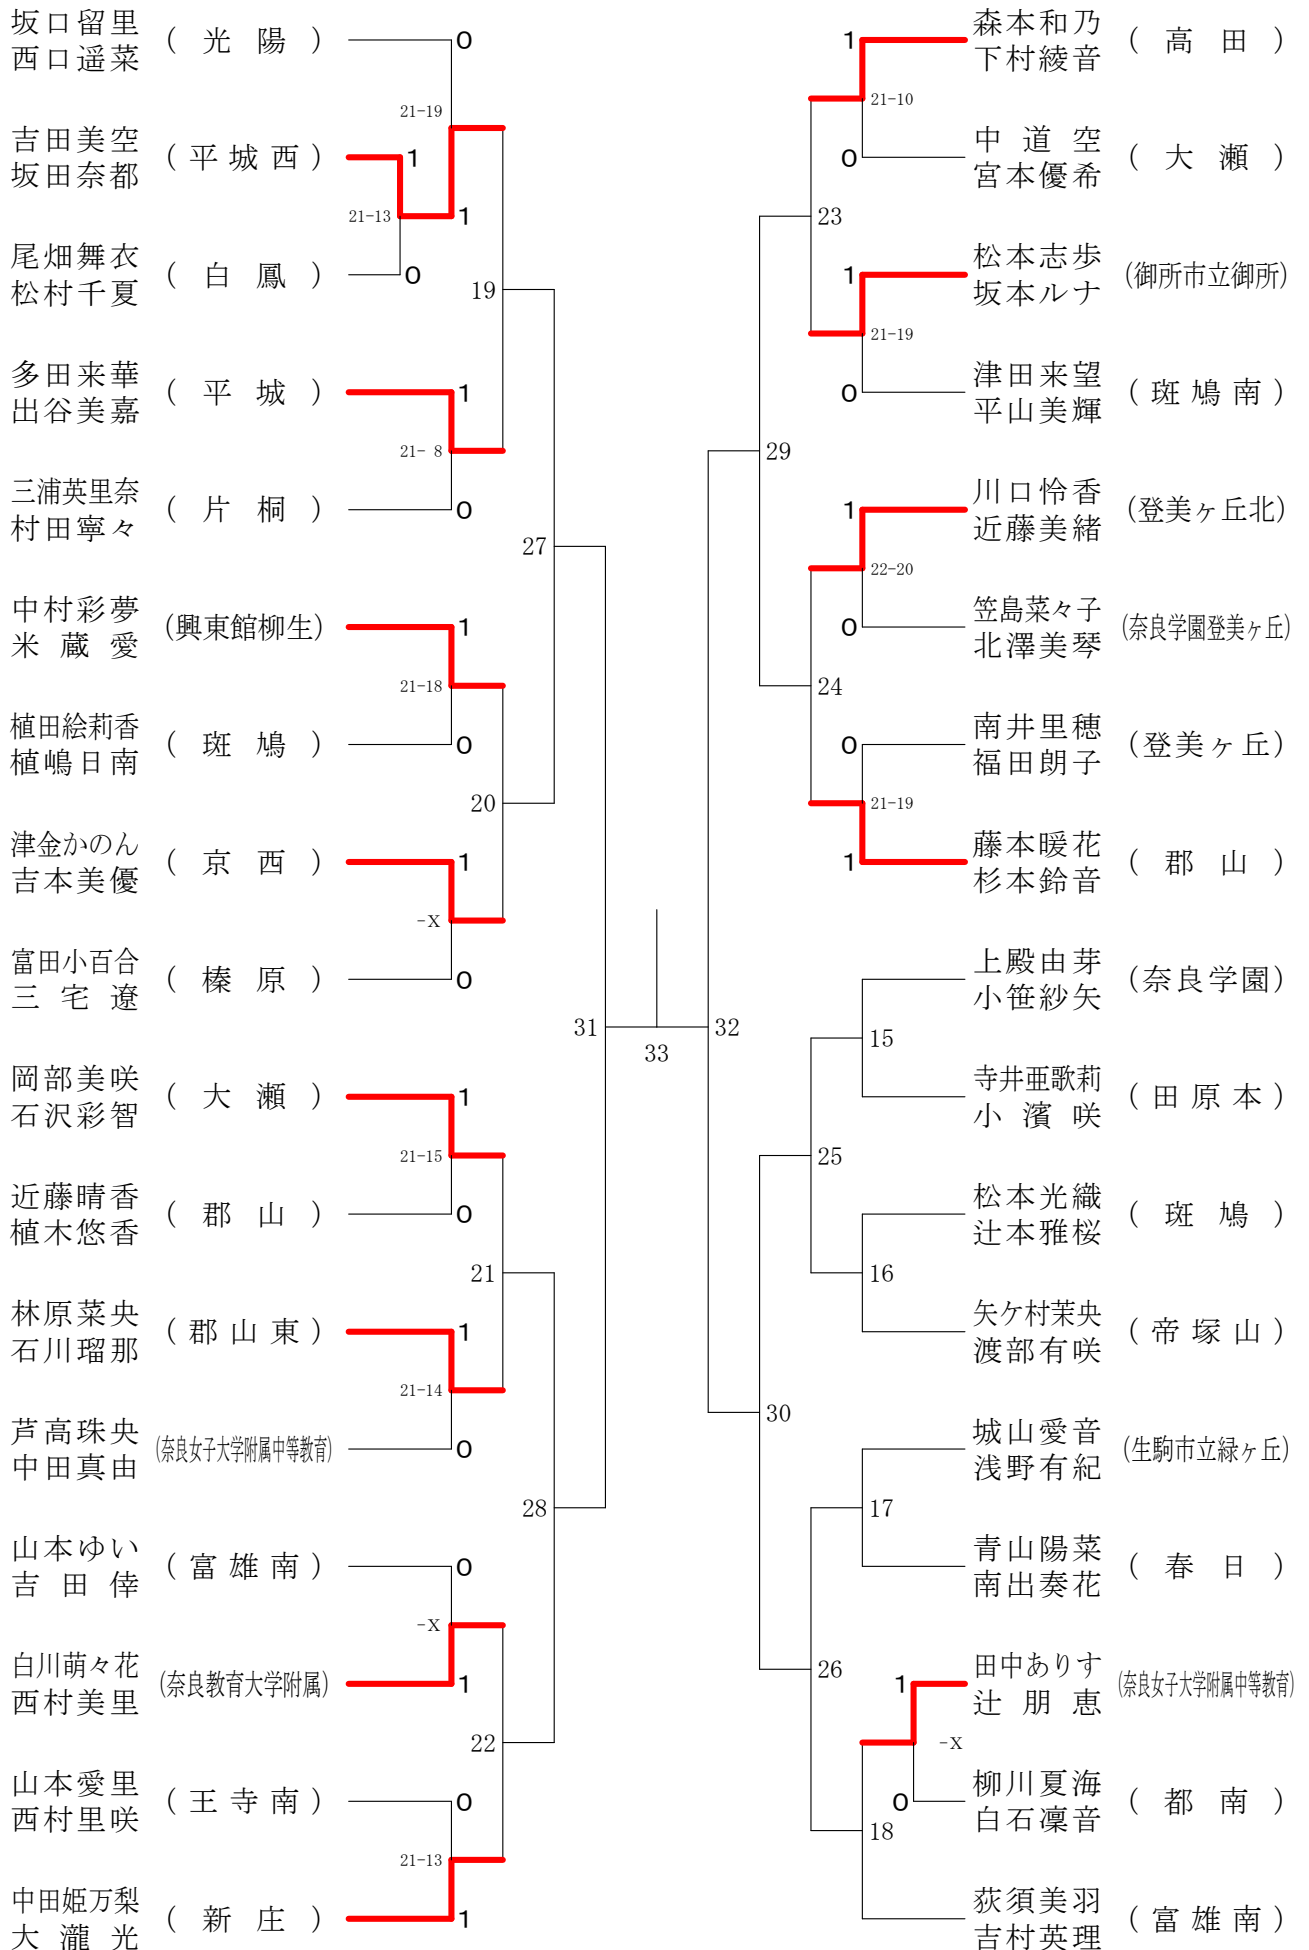 坂口留里
西口遥菜
( 光 陽 )
0
21-19
吉田美空
坂田奈都
( 平 城 西 )
1
21-13
1
尾畑舞衣
松村千夏
( 白 鳳 )
0
19
多田来華
出谷美嘉
( 平 城 )
1
21- 8
三浦英里奈
村田寧々
( 片 桐 )
0
27
中村彩夢
米 蔵 愛
(興東館柳生)
1
21-18
植田絵莉香
植嶋日南
( 斑 鳩 )
0
20
津金かのん
吉本美優
( 京 西 )
1
-X
富田小百合
三 宅 遼
( 榛 原 )
0
31
岡部美咲
石沢彩智
( 大 瀬 )
1
21-15
近藤晴香
植木悠香
( 郡 山 )
0
21
林原菜央
石川瑠那
( 郡 山 東 )
1
21-14
芦高珠央
中田真由
(奈良女子大学附属中等教育)
0
28
山本ゆい
吉 田 倖
( 富 雄 南 )
0
-X
白川萌々花
西村美里
(奈良教育大学附属)
1
22
山本愛里
西村里咲
( 王 寺 南 )
0
21-13
中田姫万梨
大 瀧 光
( 新 庄 )
1
33
森本和乃
下村綾音
( 高 田 )
1
21-10
中 道 空
宮本優希
( 大 瀬 )
0
23
松本志歩
坂本ルナ
(御所市立御所)
1
21-19
津田来望
平山美輝
( 斑 鳩 南 )
0
29
川口怜香
近藤美緒
(登美ヶ丘北)
1
22-20
笠島菜々子
北澤美琴
(奈良学園登美ヶ丘)
0
24
南井里穂
福田朗子
(登美ヶ丘)
0
21-19
藤本暖花
杉本鈴音
( 郡 山 )
1
32
上殿由芽
小笹紗矢
(奈良学園)
15
寺井亜歌莉
小 濱 咲
( 田 原 本 )
25
松本光織
辻本雅桜
( 斑 鳩 )
16
矢ケ村茉央
渡部有咲
( 帝 塚 山 )
30
城山愛音
浅野有紀
(生駒市立緑ヶ丘)
17
青山陽菜
南出奏花
( 春 日 )
26
田中ありす
辻 朋 恵
(奈良女子大学附属中等教育)
1
-X
柳川夏海
白石凜音
( 都 南 )
0
18
荻須美羽
吉村英理
( 富 雄 南 )